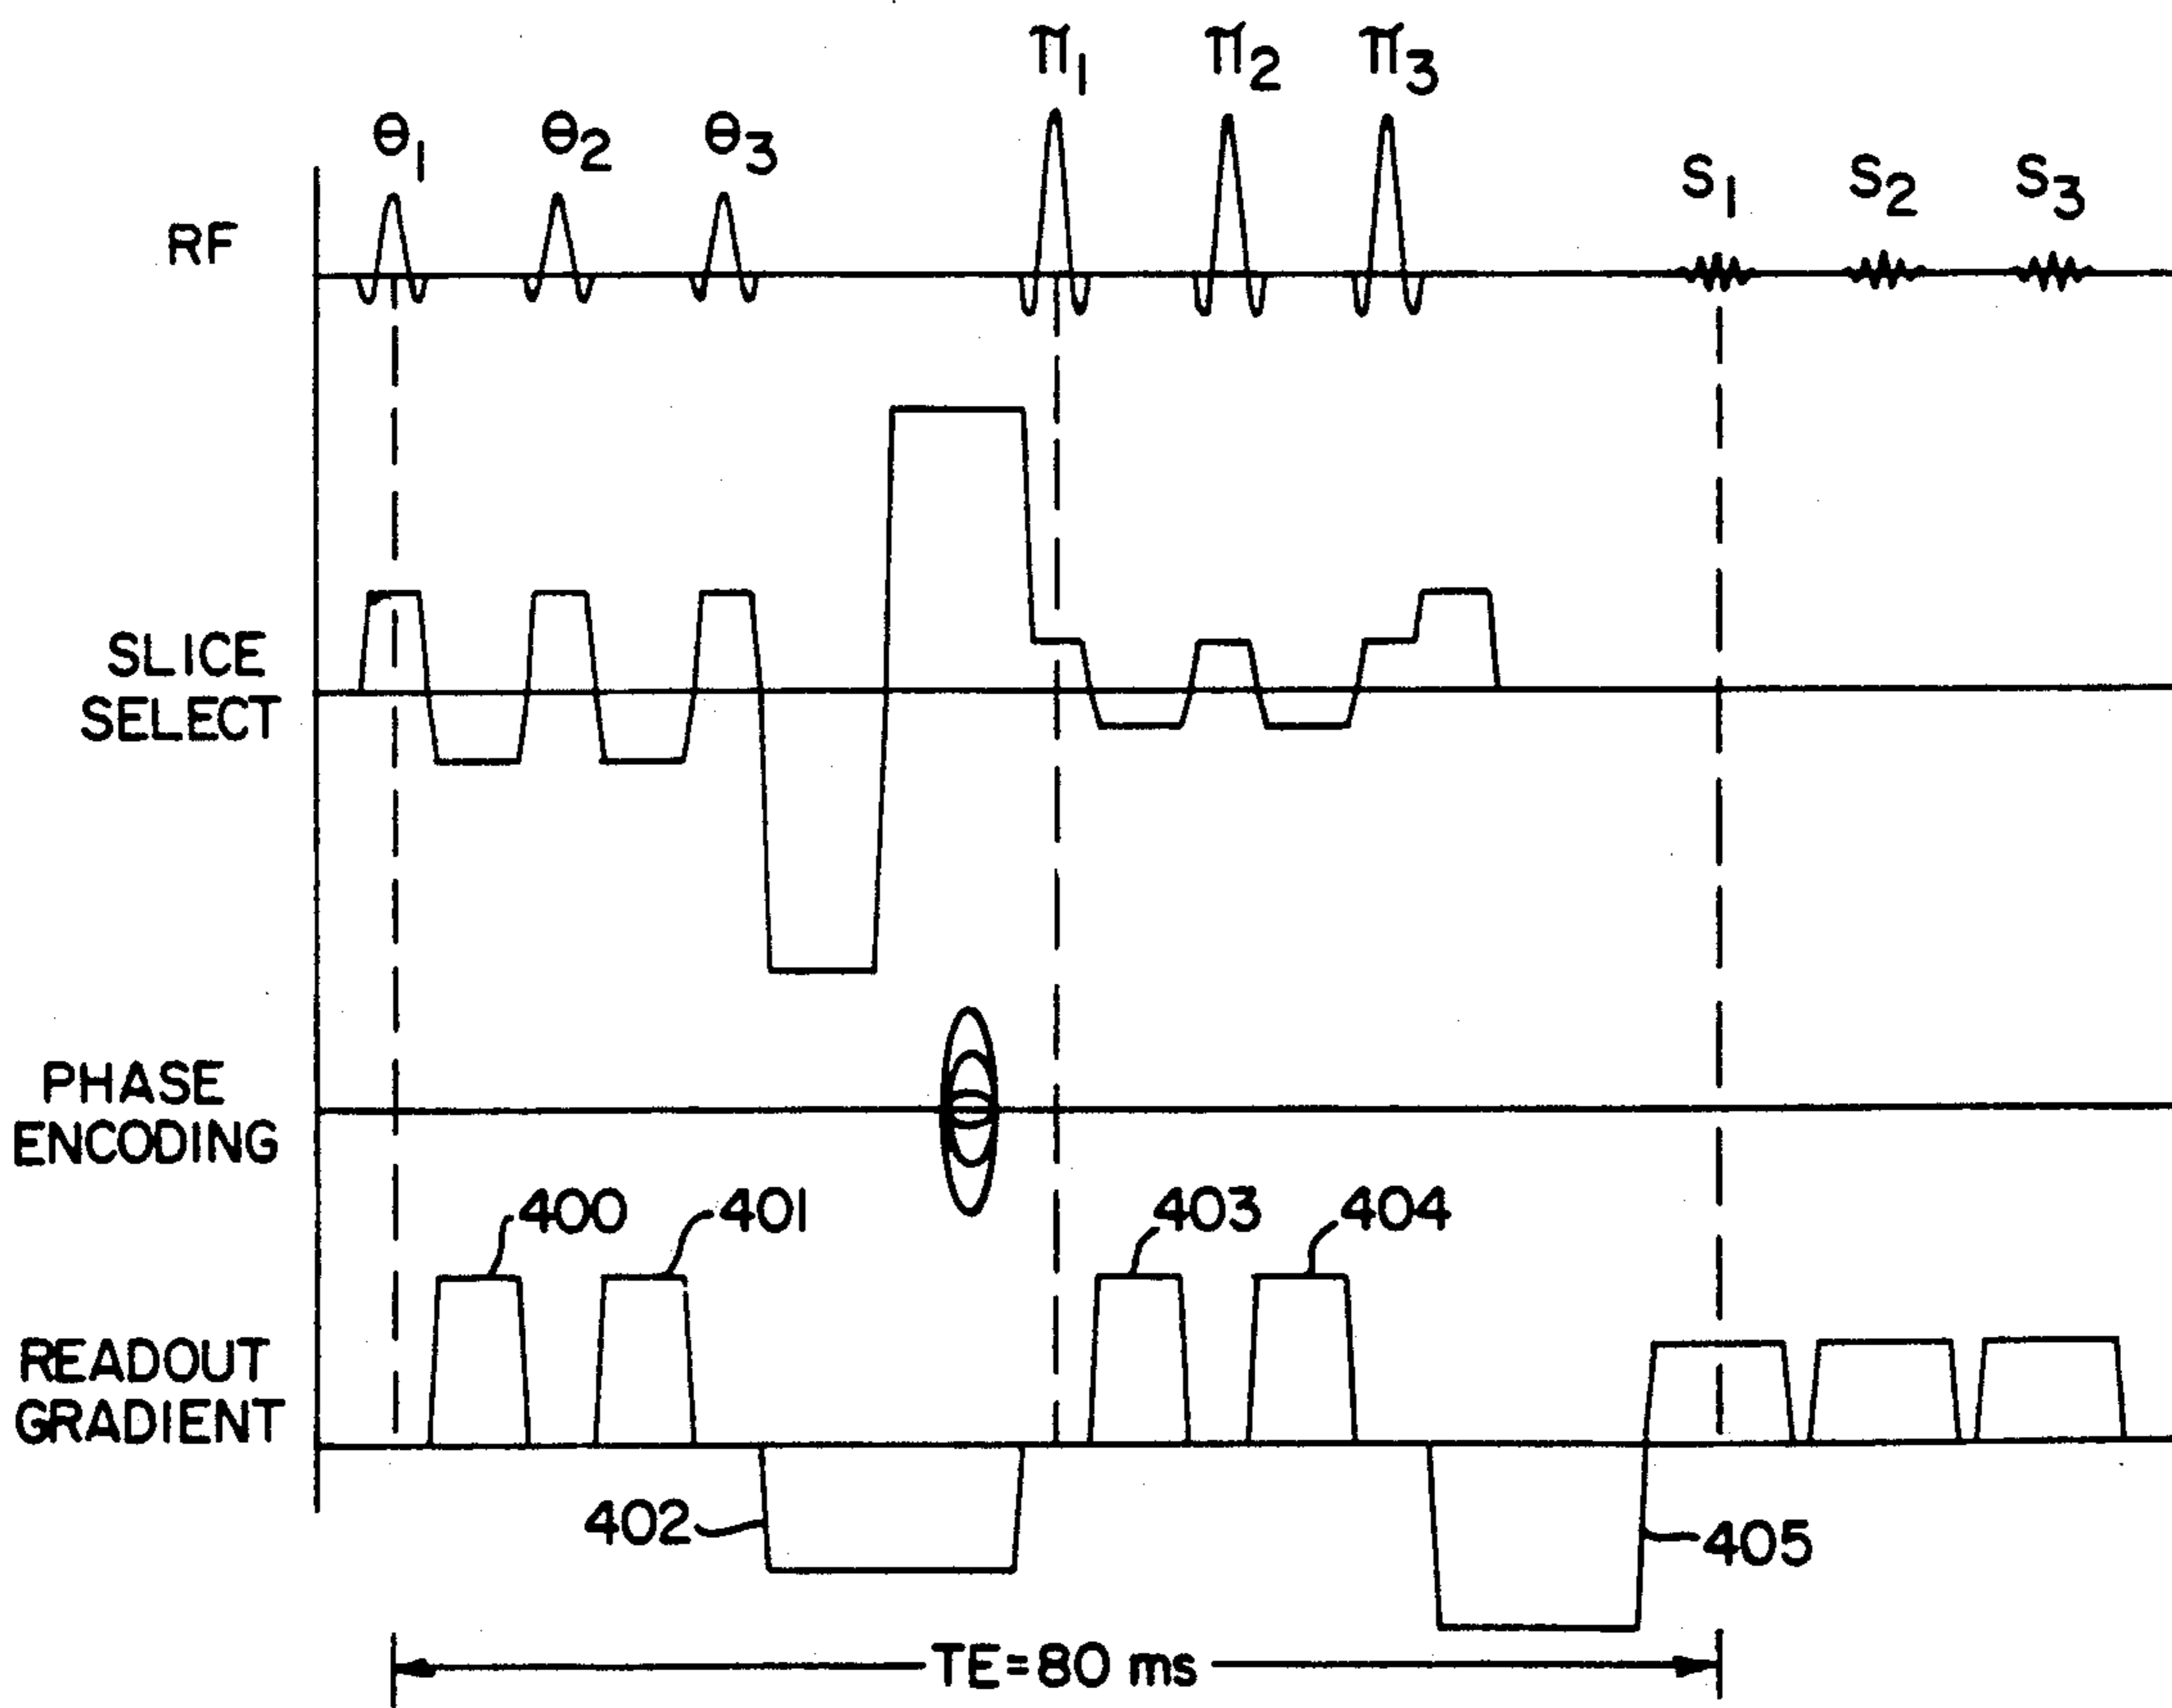 π1 π2 π3
θ1 θ2 θ3
S1 S2 S3
RF
SLICE
SELECT
PHASE
ENCODING
400 401 403 404
READOUT
GRADIENT
402 405
TE=80 ms